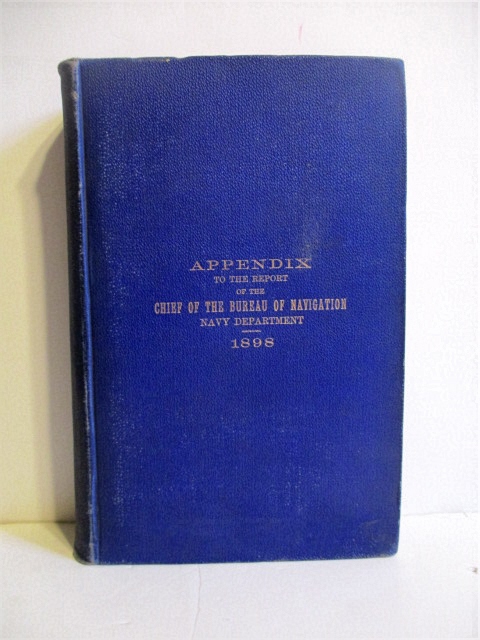 APPENDIX
TO THE REPORT
OF THE
CHIEF OF THE BUREAU OF NAVIGATION
NAVY DEPARTMENT
1898